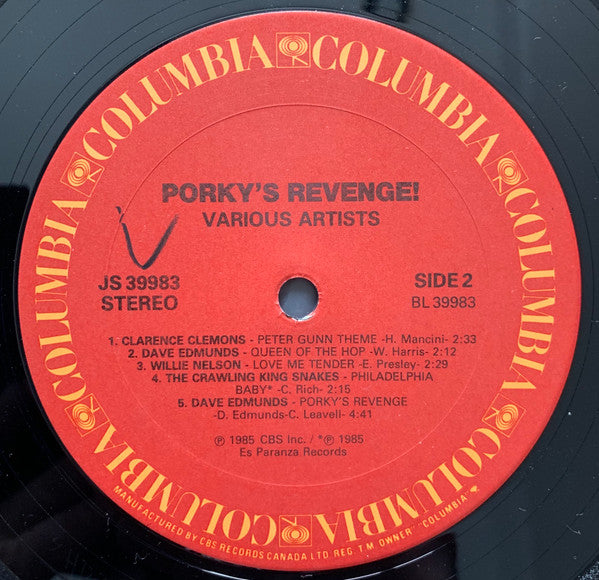 COLUMBIA COLUMBIA COLUMBIA COLUMBIA COLUMBIA COLUMBIA COLUMBIA COLUMBIA
PORKY'S REVENGE!
VARIOUS ARTISTS
JS 39983
STEREO
SIDE 2
BL 39983
1. CLARENCE CLEMONS - PETER GUNN THEME -H. Mancini- 2:33
2. DAVE EDMUNDS - QUEEN OF THE HOP -W. Harris- 2:12
3. WILLIE NELSON - LOVE ME TENDER -E. Presley- 2:29
4. THE CRAWLING KING SNAKES - PHILADELPHIA
BABY* -C. Rich- 2:15
5. DAVE EDMUNDS - PORKY'S REVENGE
-D. Edmunds-C. Leavell- 4:41
℗ 1985 CBS Inc. / *℗ 1985
Es Paranza Records
MANUFACTURED BY CBS RECORDS CANADA LTD REG. T.M. OWNER "COLUMBIA"